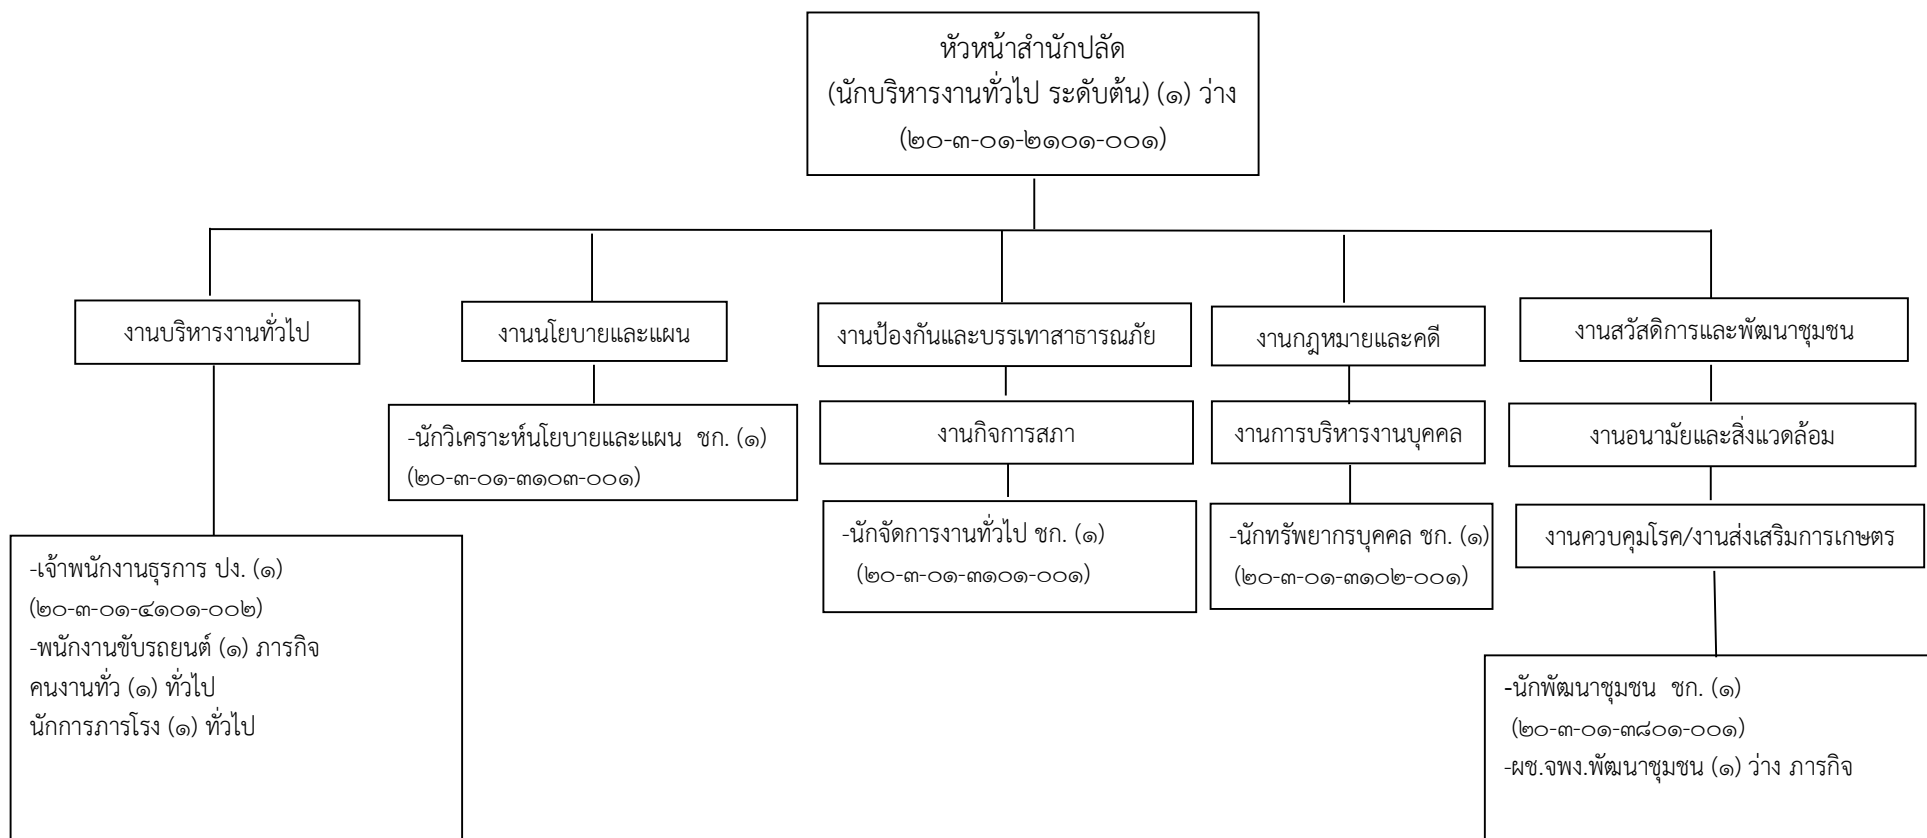 หัวหน้าสำนักปลัด
(นักบริหารงานทั่วไป ระดับต้น) (๑) ว่าง
(๒๐-๓-๐๑-๒๑๐๑-๐๐๑)
งานบริหารงานทั่วไป
-เจ้าพนักงานธุรการ ปง. (๑)
(๒๐-๓-๐๑-๔๑๐๑-๐๐๒)
-พนักงานขับรถยนต์ (๑) ภารกิจ
คนงานทั่ว (๑) ทั่วไป
นักการภารโรง (๑) ทั่วไป
งานนโยบายและแผน
-นักวิเคราะห์นโยบายและแผน ชก. (๑)
(๒๐-๓-๐๑-๓๑๐๓-๐๐๑)
งานป้องกันและบรรเทาสาธารณภัย
งานกิจการสภา
-นักจัดการงานทั่วไป ชก. (๑)
(๒๐-๓-๐๑-๓๑๐๑-๐๐๑)
งานกฎหมายและคดี
งานการบริหารงานบุคคล
-นักทรัพยากรบุคคล ชก. (๑)
(๒๐-๓-๐๑-๓๑๐๒-๐๐๑)
งานสวัสดิการและพัฒนาชุมชน
งานอนามัยและสิ่งแวดล้อม
งานควบคุมโรค/งานส่งเสริมการเกษตร
-นักพัฒนาชุมชน ชก. (๑)
(๒๐-๓-๐๑-๓๘๐๑-๐๐๑)
-ผช.จพง.พัฒนาชุมชน (๑) ว่าง ภารกิจ